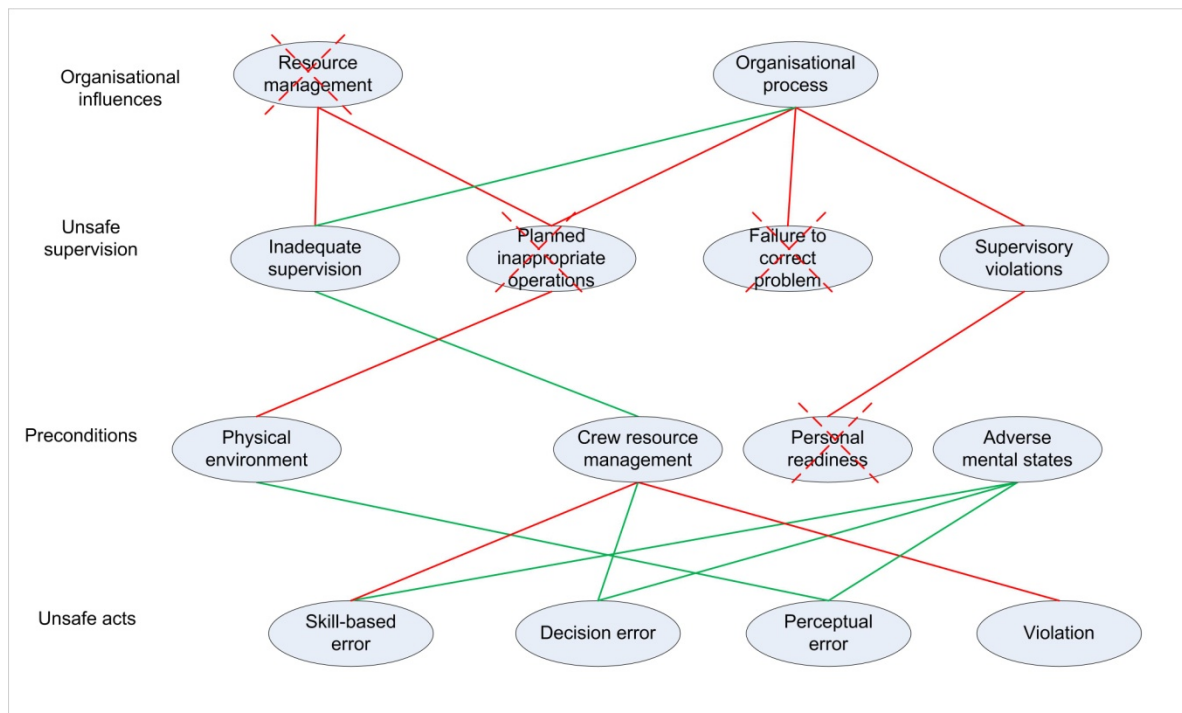 Organisational
influences
Resource
management
Organisational
process
Unsafe
supervision
Inadequate
supervision
Planned
inappropriate
operations
Failure to
correct
problem
Supervisory
violations
Preconditions
Physical
environment
Crew resource
management
Personal
readiness
Adverse
mental states
Unsafe acts
Skill-based
error
Decision error
Perceptual
error
Violation